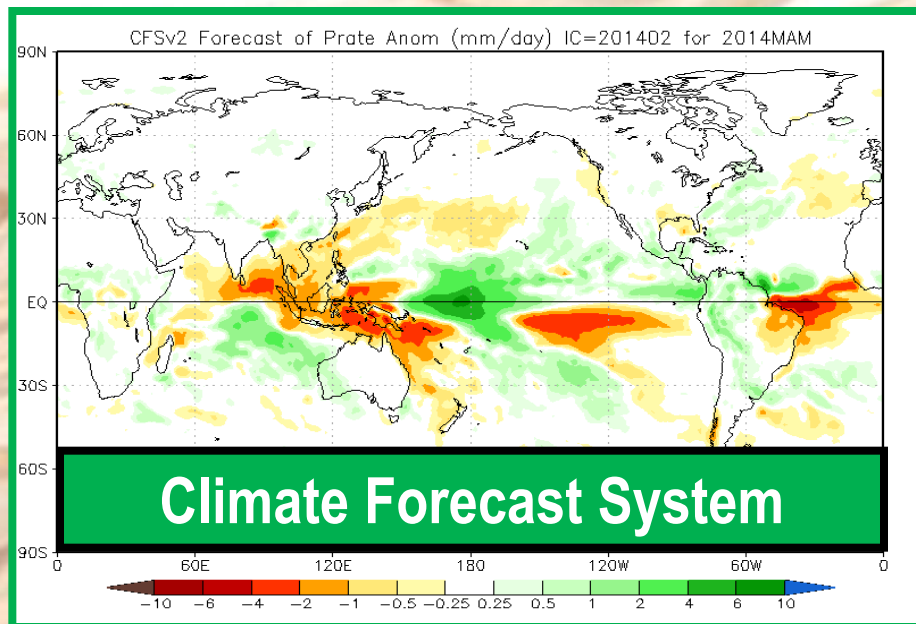 CFSv2 Forecast of Prate Anom (mm/day) IC=201402 for 2014MAM
90N
60N
30N
EQ
30S
60S
Climate Forecast System
90S
0 60E 120E 180 120W 60W 0
-10 -6 -4 -2 -1 -0.5 -0.25 0.25 0.5 1 2 4 6 10